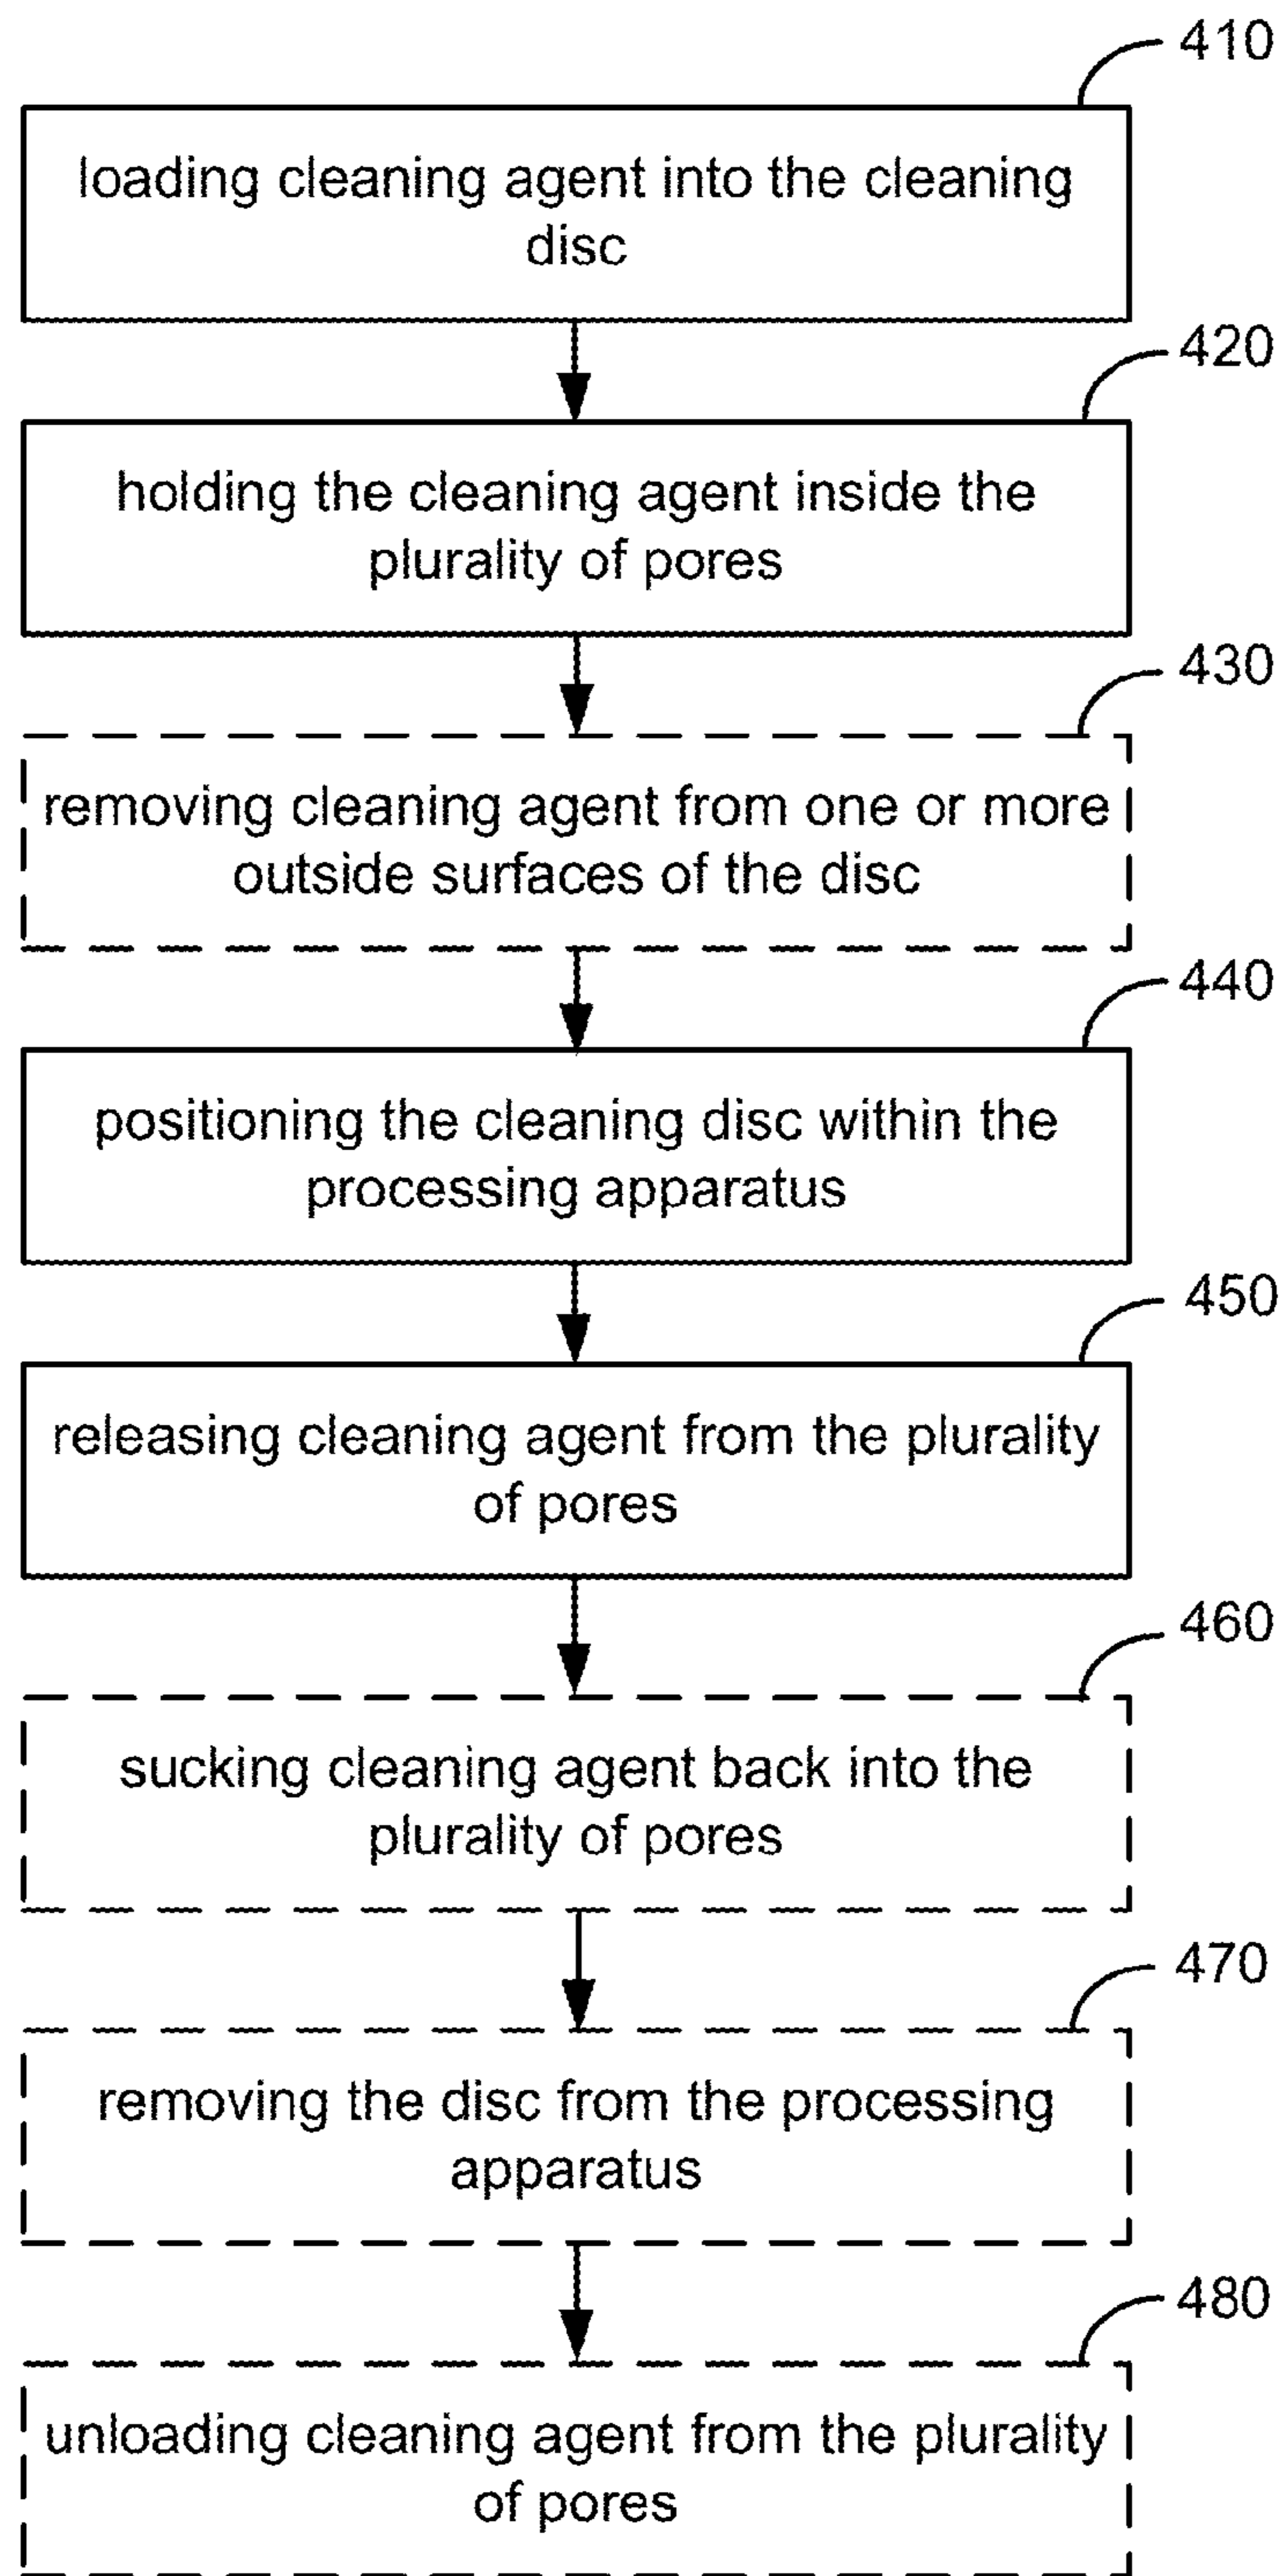 410
loading cleaning agent into the cleaning
disc
420
holding the cleaning agent inside the
plurality of pores
430
removing cleaning agent from one or more
outside surfaces of the disc
440
positioning the cleaning disc within the
processing apparatus
450
releasing cleaning agent from the plurality
of pores
460
sucking cleaning agent back into the
plurality of pores
470
removing the disc from the processing
apparatus
480
unloading cleaning agent from the plurality
of pores